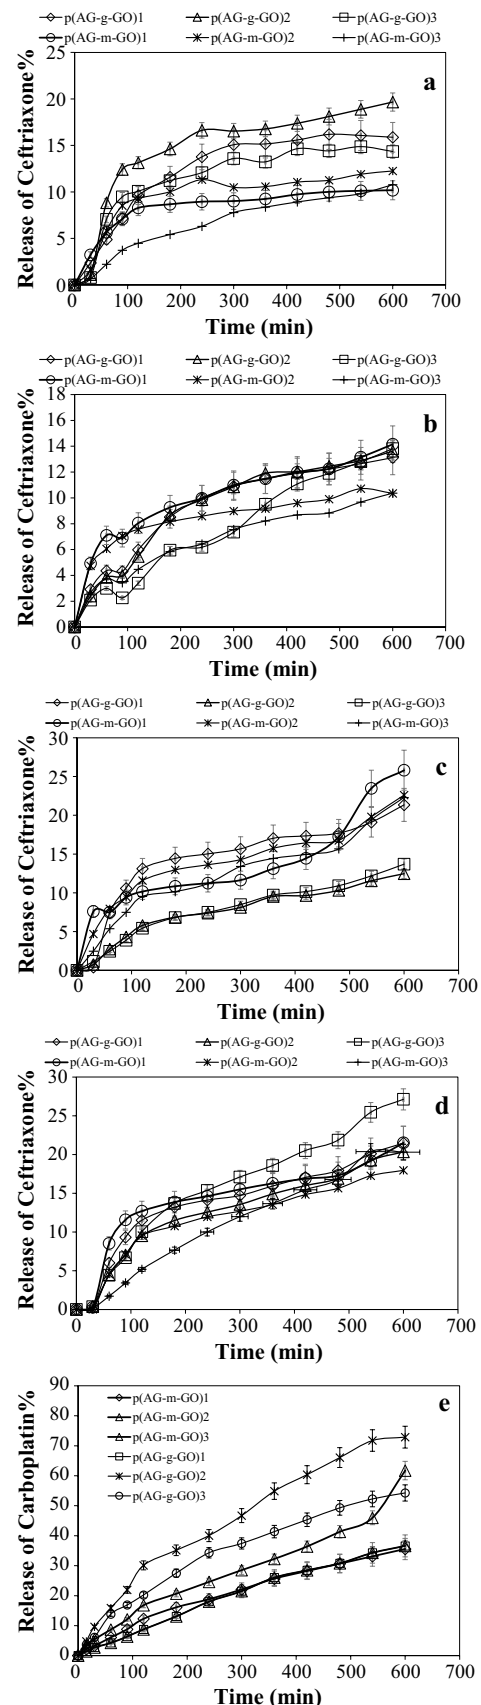 p(AG-g-GO)1 p(AG-g-GO)2 p(AG-g-GO)3
p(AG-m-GO)1 p(AG-m-GO)2 p(AG-m-GO)3
a
Release of Ceftriaxone%
25
20
15
10
5
0
0 100 200 300 400 500 600 700
Time (min)
p(AG-g-GO)1 p(AG-g-GO)2 p(AG-g-GO)3
p(AG-m-GO)1 p(AG-m-GO)2 p(AG-m-GO)3
b
Release of Ceftriaxone%
18
16
14
12
10
8
6
4
2
0
0 100 200 300 400 500 600 700
Time (min)
p(AG-g-GO)1 p(AG-g-GO)2 p(AG-g-GO)3
p(AG-m-GO)1 p(AG-m-GO)2 p(AG-m-GO)3
c
Release of Ceftriaxone%
30
25
20
15
10
5
0
0 100 200 300 400 500 600 700
Time (min)
p(AG-g-GO)1 p(AG-g-GO)2 p(AG-g-GO)3
p(AG-m-GO)1 p(AG-m-GO)2 p(AG-m-GO)3
d
Release of Ceftriaxone%
30
25
20
15
10
5
0
0 100 200 300 400 500 600 700
Time (min)
e
Release of Carboplatin%
90
80
70
60
50
40
30
20
10
0
p(AG-m-GO)1
p(AG-m-GO)2
p(AG-m-GO)3
p(AG-g-GO)1
p(AG-g-GO)2
p(AG-g-GO)3
0 100 200 300 400 500 600 700
Time (min)